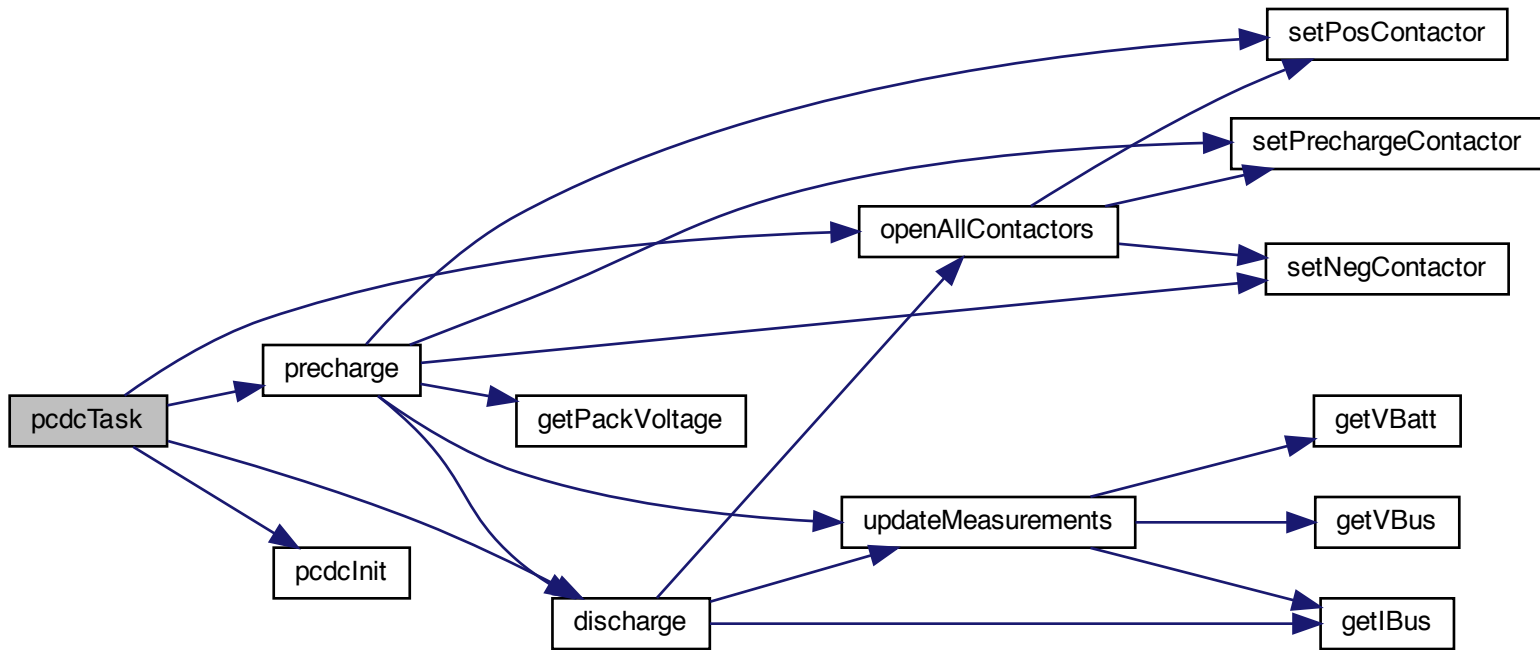 setPosContactor
setPrechargeContactor
openAllContactors
setNegContactor
precharge
pcdcTask
getPackVoltage
getVBatt
updateMeasurements
getVBus
pcdcInit
discharge
getIBus